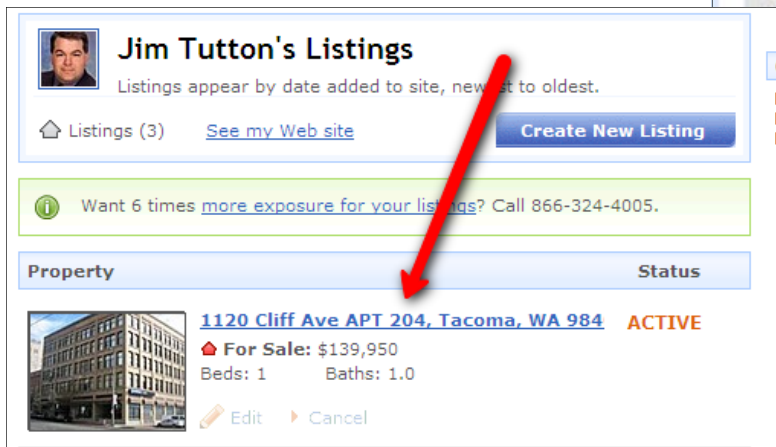 Jim Tutton's Listings
Listings appear by date added to site, newest to oldest.
Listings (3) See my Web site Create New Listing
Want 6 times more exposure for your listings? Call 866-324-4005.
Property Status
1120 Cliff Ave APT 204, Tacoma, WA 984 ACTIVE
For Sale: $139,950
Beds: 1 Baths: 1.0
Edit Cancel